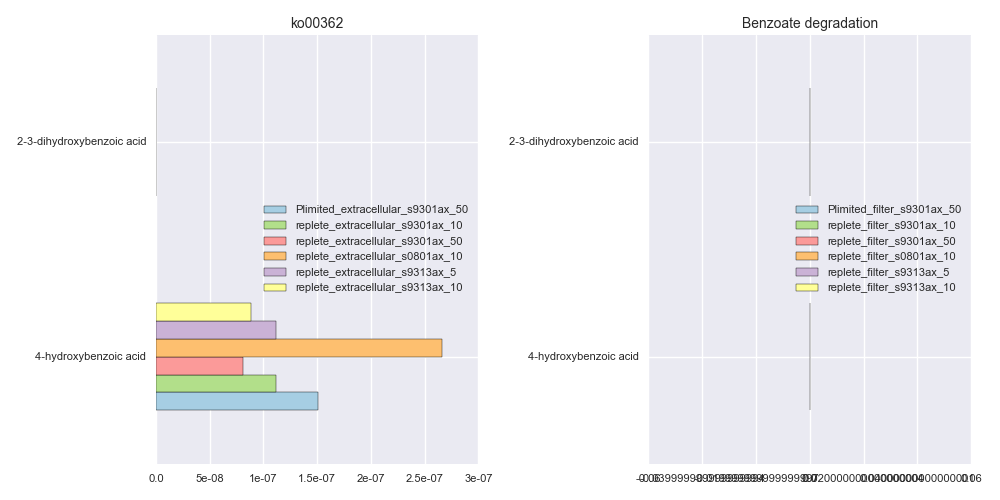 ko00362
2-3-dihydroxybenzoic acid
Plimited_extracellular_s9301ax_50
replete_extracellular_s9301ax_10
replete_extracellular_s9301ax_50
replete_extracellular_s0801ax_10
replete_extracellular_s9313ax_5
replete_extracellular_s9313ax_10
4-hydroxybenzoic acid
0.0 5e-08 1e-07 1.5e-07 2e-07 2.5e-07 3e-07
Benzoate degradation
2-3-dihydroxybenzoic acid
Plimited_filter_s9301ax_50
replete_filter_s9301ax_10
replete_filter_s9301ax_50
replete_filter_s0801ax_10
replete_filter_s9313ax_5
replete_filter_s9313ax_10
4-hydroxybenzoic acid